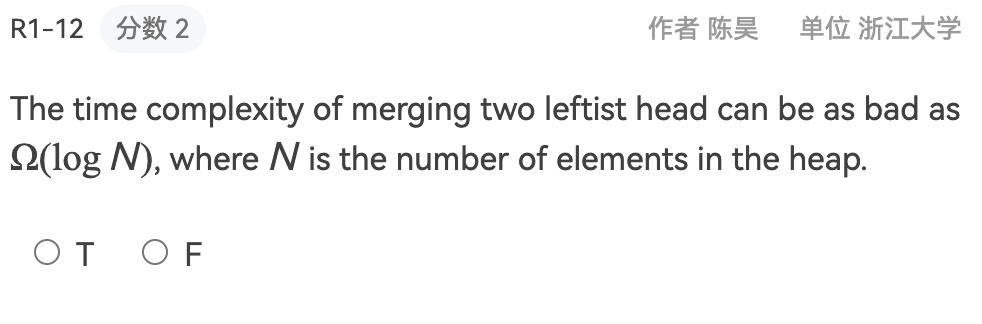 R1-12 分数 2 作者 陈昊 单位 浙江大学
The time complexity of merging two leftist head can be as bad as
Ω(log N), where N is the number of elements in the heap.
T F